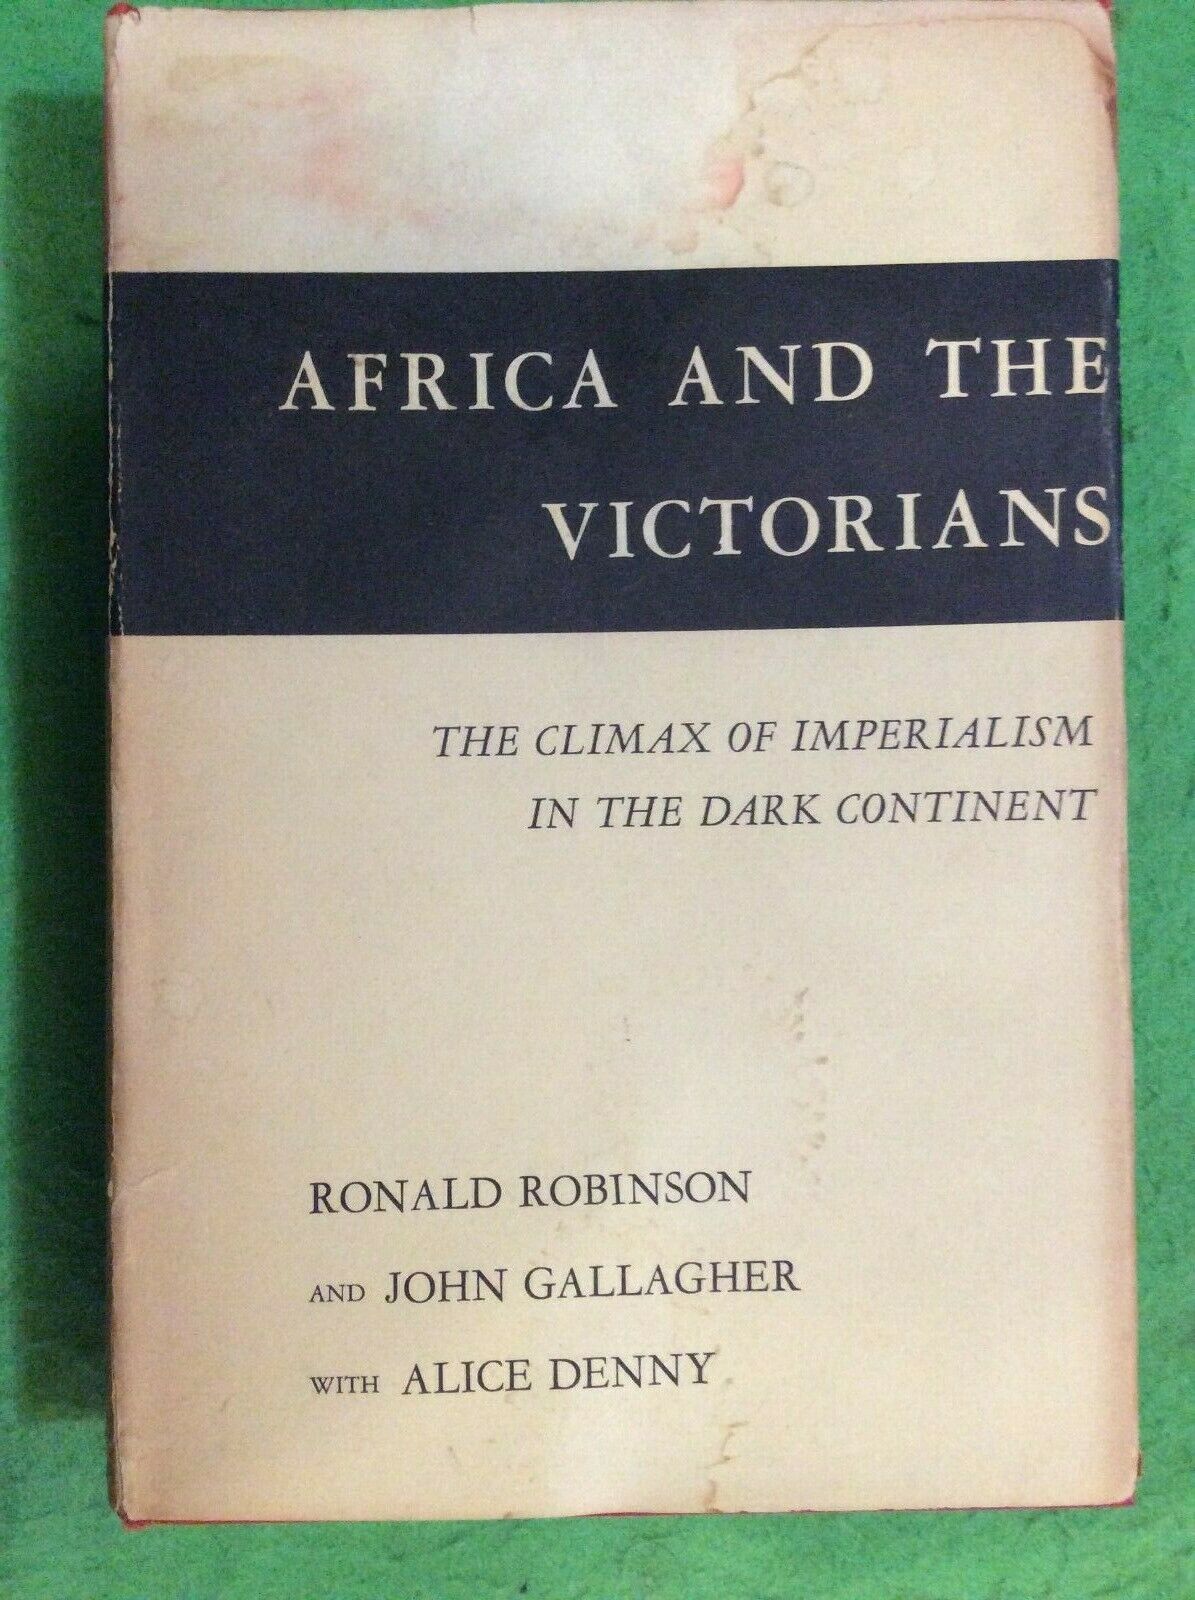 AFRICA AND THE
VICTORIANS
THE CLIMAX OF IMPERIALISM
IN THE DARK CONTINENT
RONALD ROBINSON
AND JOHN GALLAGHER
WITH ALICE DENNY